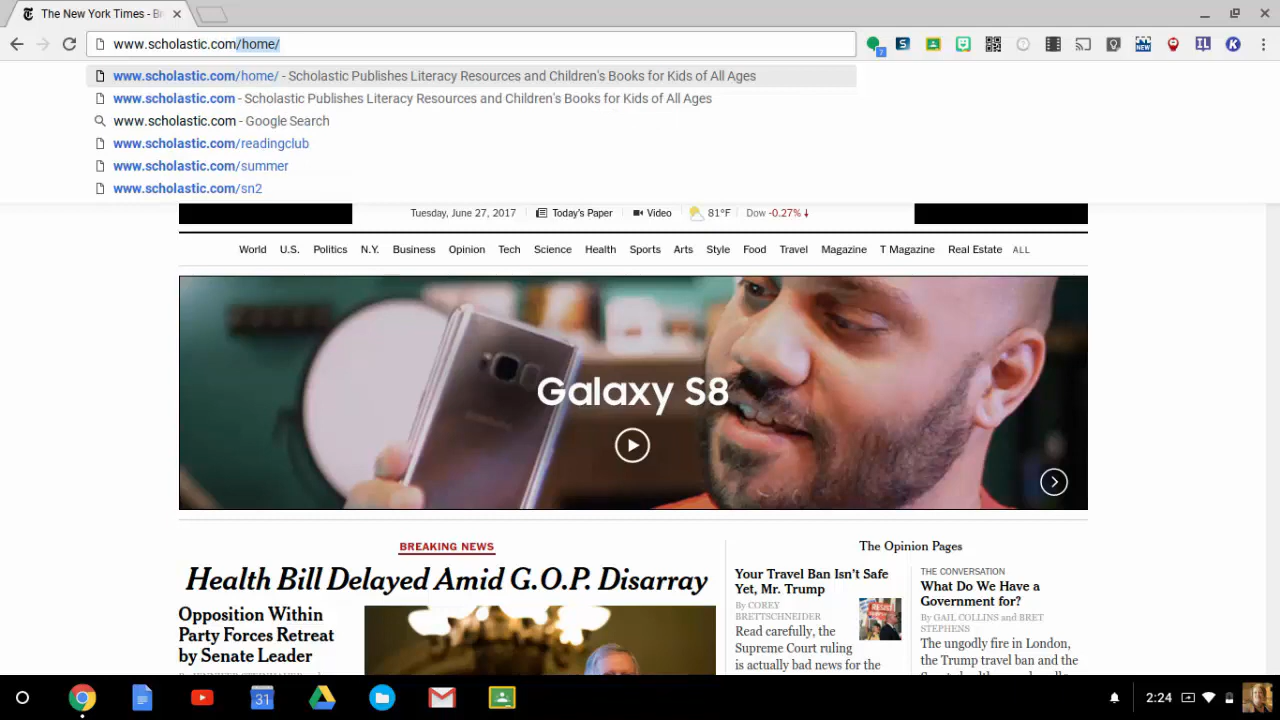 The New York Times - Br
www.scholastic.com/home/
7
NEW
IL
K
www.scholastic.com/home/ - Scholastic Publishes Literacy Resources and Children's Books for Kids of All Ages
www.scholastic.com - Scholastic Publishes Literacy Resources and Children's Books for Kids of All Ages
www.scholastic.com - Google Search
www.scholastic.com/readingclub
www.scholastic.com/summer
www.scholastic.com/sn2
Tuesday, June 27, 2017 Today's Paper Video 81°F Dow -0.27%↓
World U.S. Politics N.Y. Business Opinion Tech Science Health Sports Arts Style Food Travel Magazine T Magazine Real Estate ALL
Galaxy S8
BREAKING NEWS
Health Bill Delayed Amid G.O.P. Disarray
Opposition Within
Party Forces Retreat
by Senate Leader
The Opinion Pages
Your Travel Ban Isn't Safe
Yet, Mr. Trump
By COREY
BRETTSCHNEIDER
Read carefully, the
Supreme Court ruling
is actually bad news for the
THE CONVERSATION
What Do We Have a
Government for?
By GAIL COLLINS and BRET
STEPHENS
The ungodly fire in London,
the Trump travel ban and the
31
2:24